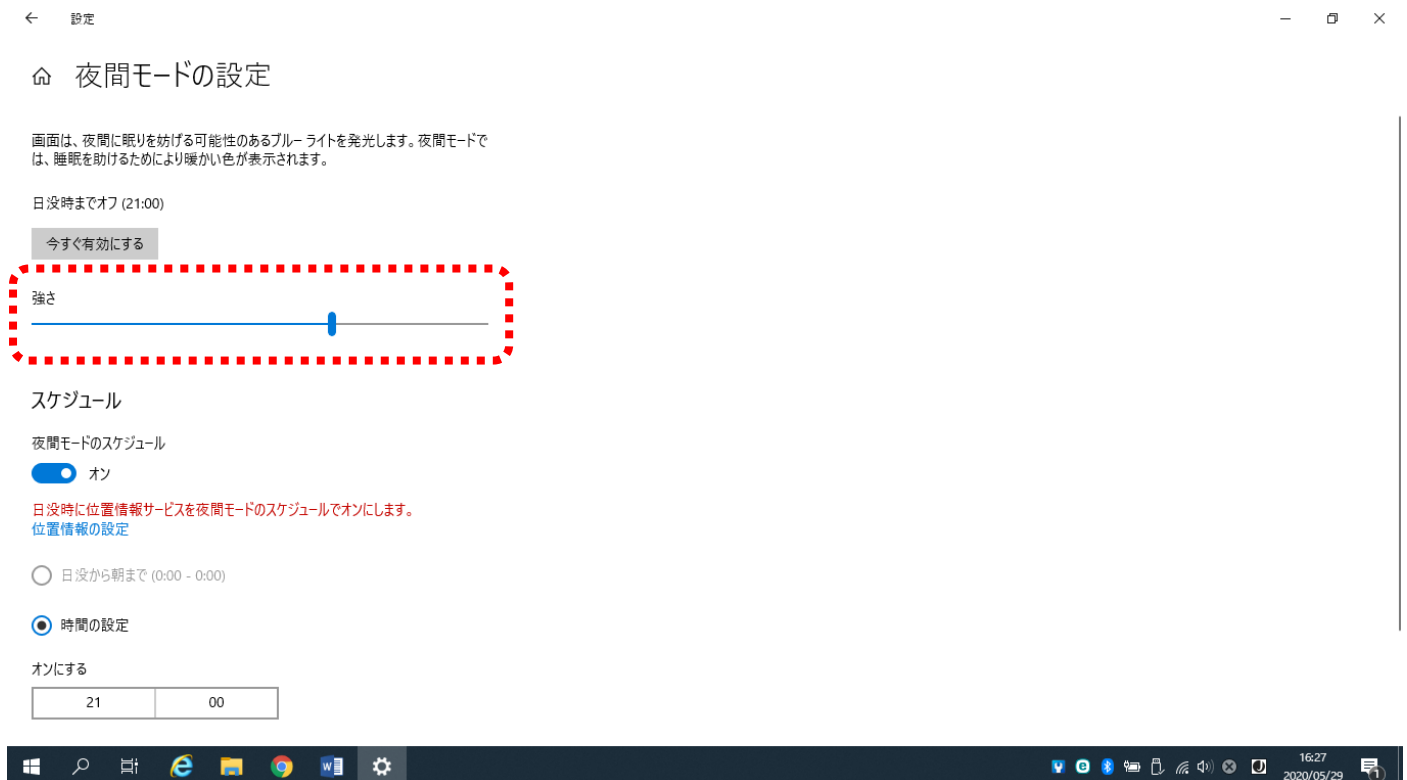 設定
夜間モードの設定
画面は、夜間に眠りを妨げる可能性のあるブルー ライトを発光します。夜間モードで
は、睡眠を助けるためにより暖かい色が表示されます。
日没時までオフ (21:00)
今すぐ有効にする
強さ
スケジュール
夜間モードのスケジュール
オン
日没時に位置情報サービスを夜間モードのスケジュールでオンにします。
位置情報の設定
日没から朝まで (0:00 - 0:00)
時間の設定
オンにする
21 00
16:27
2020/05/29